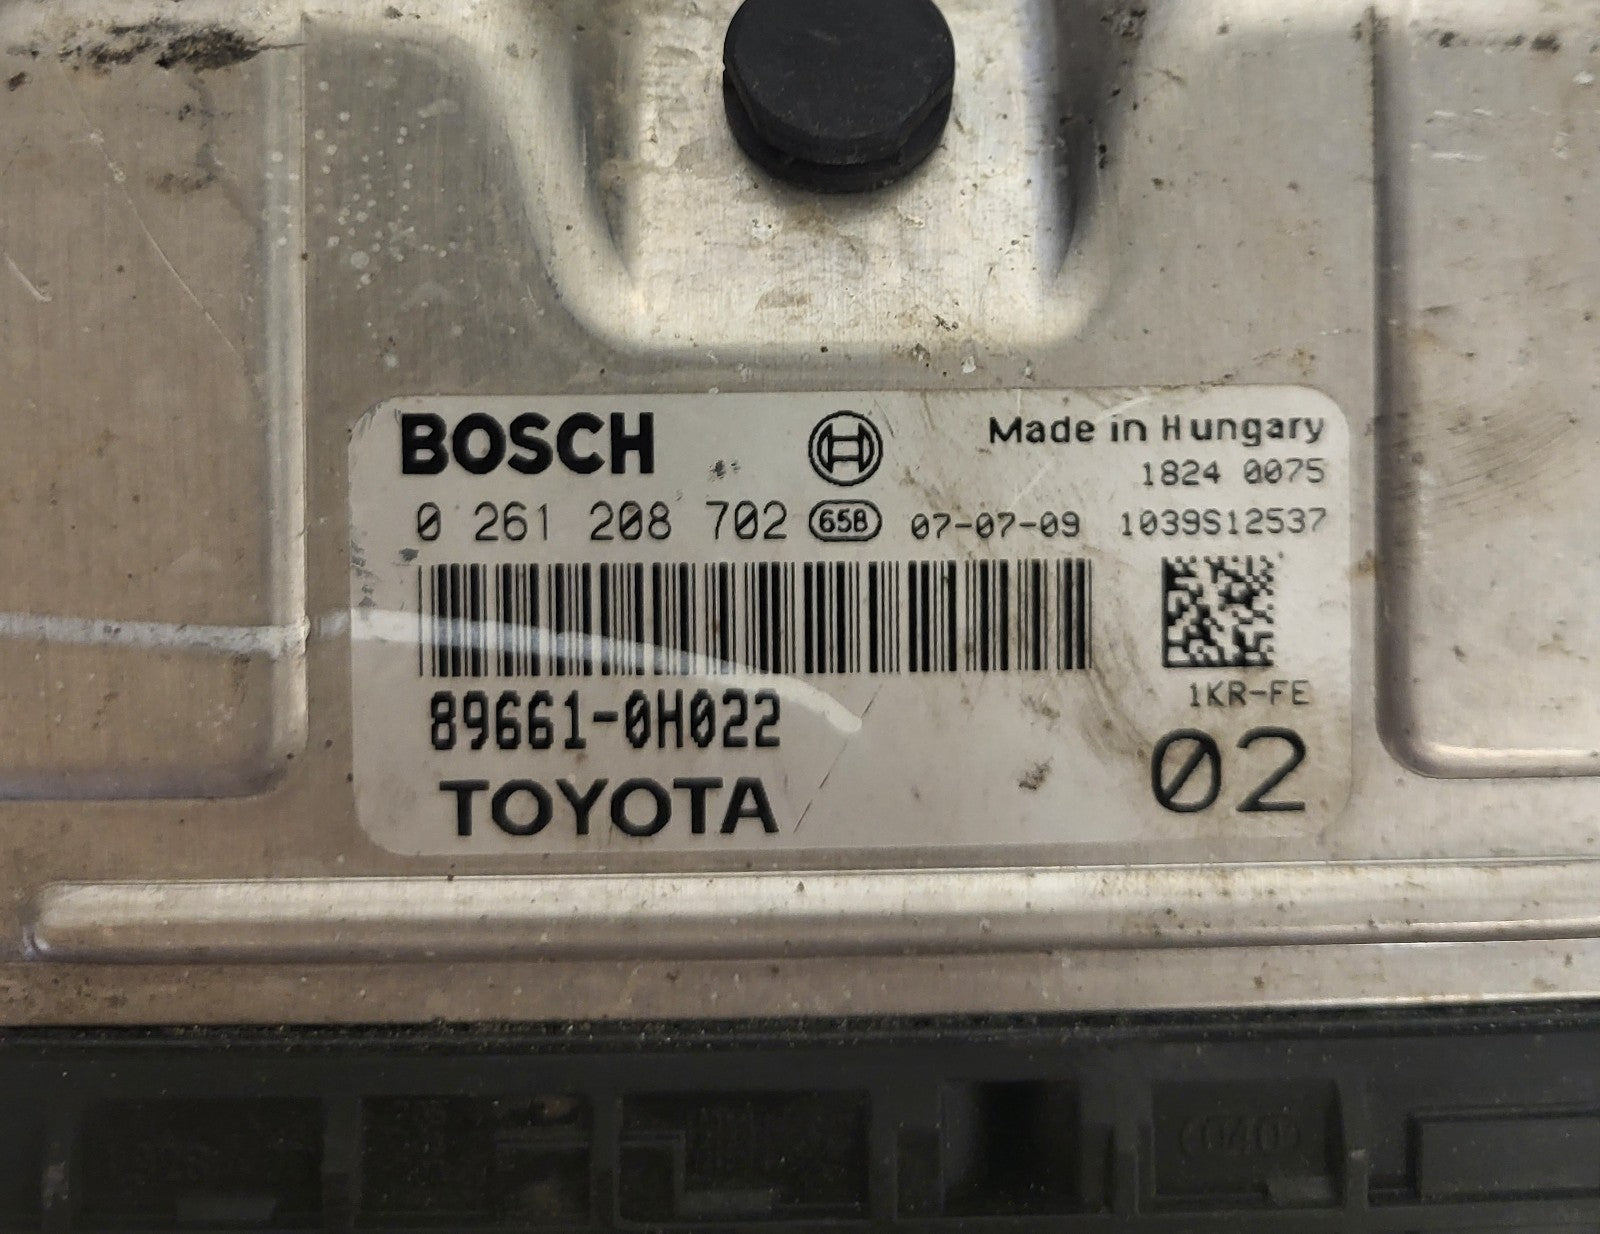 BOSCH
Made in Hungary
1824 0075
0 261 208 702 658 07-07-09 1039S12537
89661-0H022
1KR-FE
TOYOTA
02